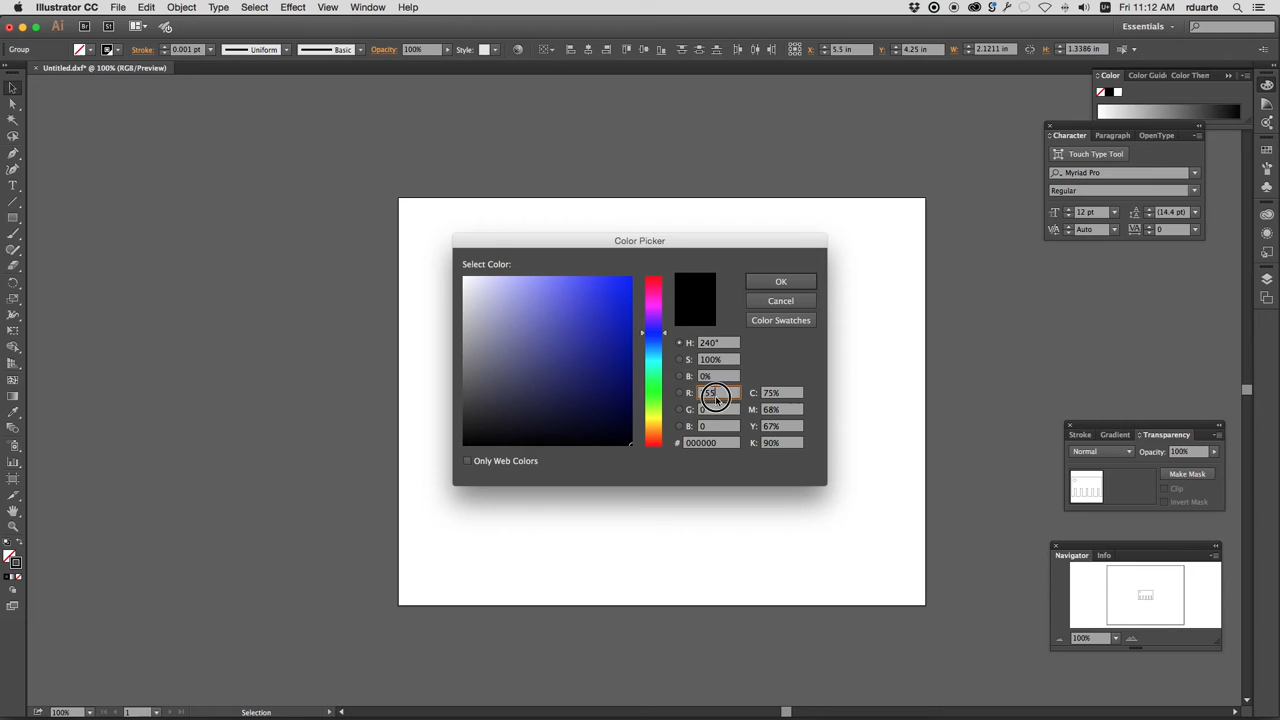 Illustrator CC File Edit Object Type Select Effect View Window Help Fri 11:12 AM rduarte
Ai Br St Essentials
Group Stroke: 0.001 pt Uniform Basic Opacity: 100% Style: X: 5.5 in Y: 4.25 in W: 2.1211 in H: 1.3386 in
× Untitled.dxf* @ 100% (RGB/Preview)
Color Color Guide Color Them
Character Paragraph OpenType
Touch Type Tool
Myriad Pro
Regular
12 pt (14.4 pt)
Auto 0
Color Picker
Select Color:
OK
Cancel
Color Swatches
H: 240°
S: 100%
B: 0%
R: C: 75%
G: 0 M: 68%
B: 0 Y: 67%
# 000000 K: 90%
Only Web Colors
Stroke Gradient Transparency
Normal Opacity: 100%
Make Mask
Clip
Invert Mask
Navigator Info
100%
100% 1 Selection